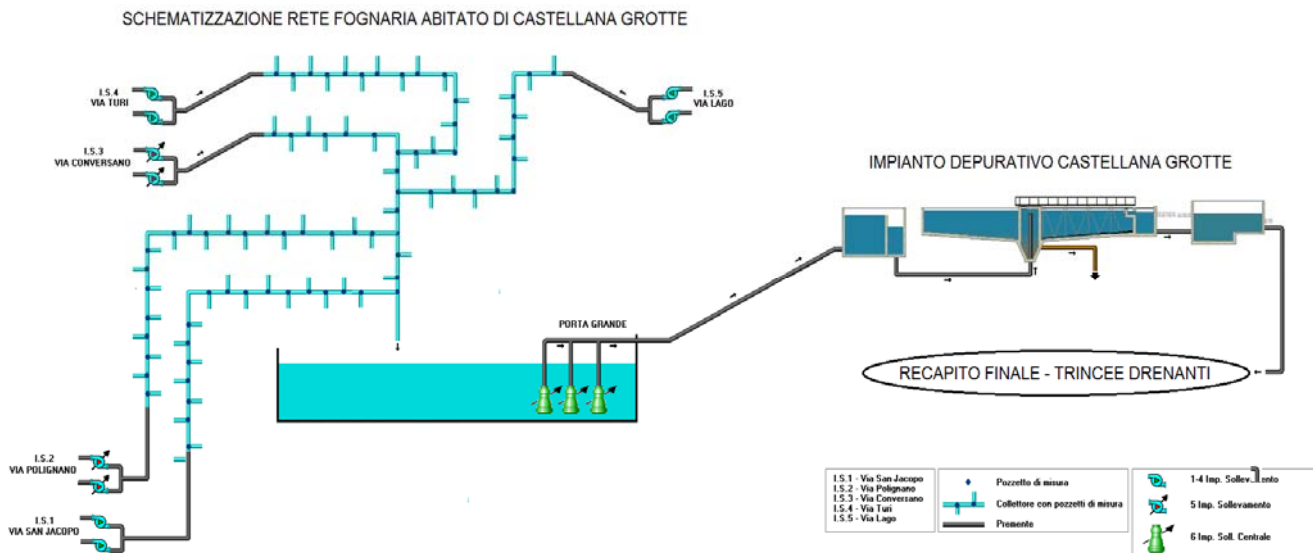 SCHEMATIZZAZIONE RETE FOGNARIA ABITATO DI CASTELLANA GROTTE
I.S.4
VIA TURI
I.S.5
VIA LAGO
I.S.3
VIA CONVERSANO
IMPIANTO DEPURATIVO CASTELLANA GROTTE
PORTA GRANDE
RECAPITO FINALE - TRINCEE DRENANTI
I.S.2
VIA POLIGNANO
I.S.1
VIA SAN JACOPO
I.S.1 - Via San Jacopo
I.S.2 - Via Polignano
I.S.3 - Via Conversano
I.S.4 - Via Turi
I.S.5 - Via Lago
Pozzetto di misura
Collettore con pozzetti di misura
Premente
1-4 Imp.
5 Imp. Sollevamento
6 Imp. Soll. Centrale